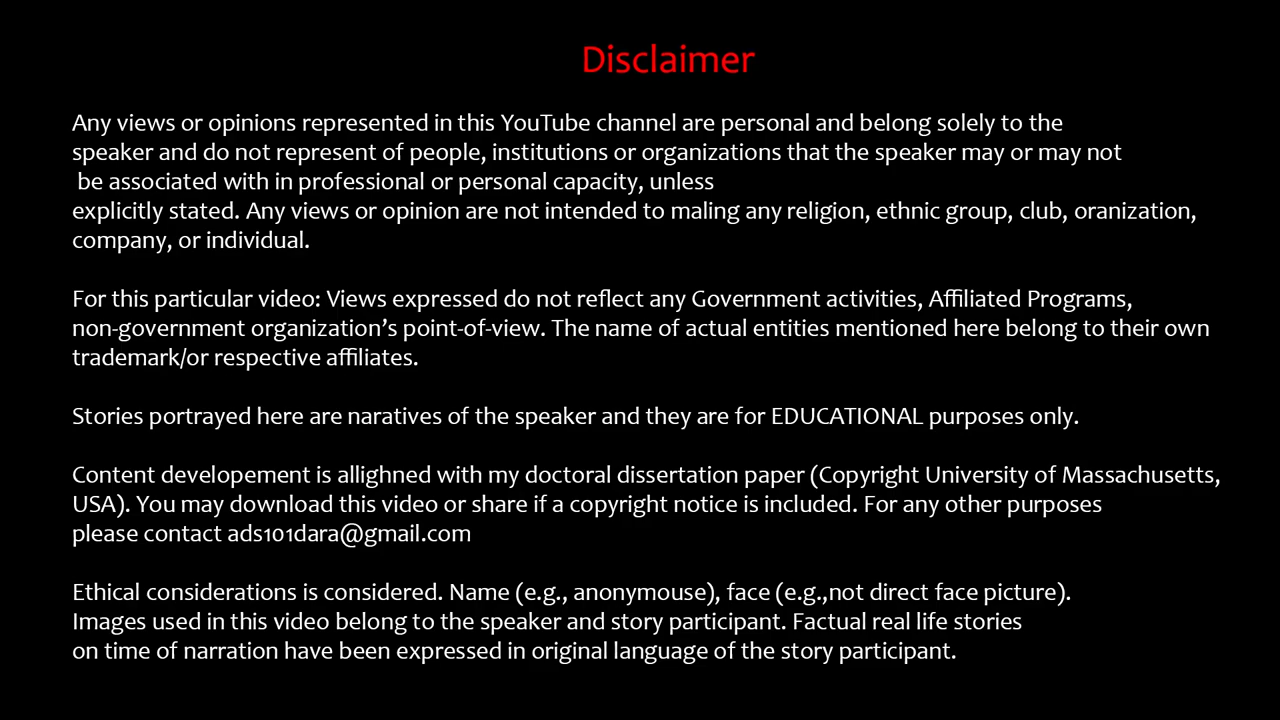 Disclaimer
Any views or opinions represented in this YouTube channel are personal and belong solely to the
speaker and do not represent of people, institutions or organizations that the speaker may or may not
be associated with in professional or personal capacity, unless
explicitly stated. Any views or opinion are not intended to maling any religion, ethnic group, club, oranization,
company, or individual.
For this particular video: Views expressed do not reflect any Government activities, Affiliated Programs,
non-government organization’s point-of-view. The name of actual entities mentioned here belong to their own
trademark/or respective affiliates.
Stories portrayed here are naratives of the speaker and they are for EDUCATIONAL purposes only.
Content developement is allighned with my doctoral dissertation paper (Copyright University of Massachusetts,
USA). You may download this video or share if a copyright notice is included. For any other purposes
please contact ads101dara@gmail.com
Ethical considerations is considered. Name (e.g., anonymouse), face (e.g.,not direct face picture).
Images used in this video belong to the speaker and story participant. Factual real life stories
on time of narration have been expressed in original language of the story participant.